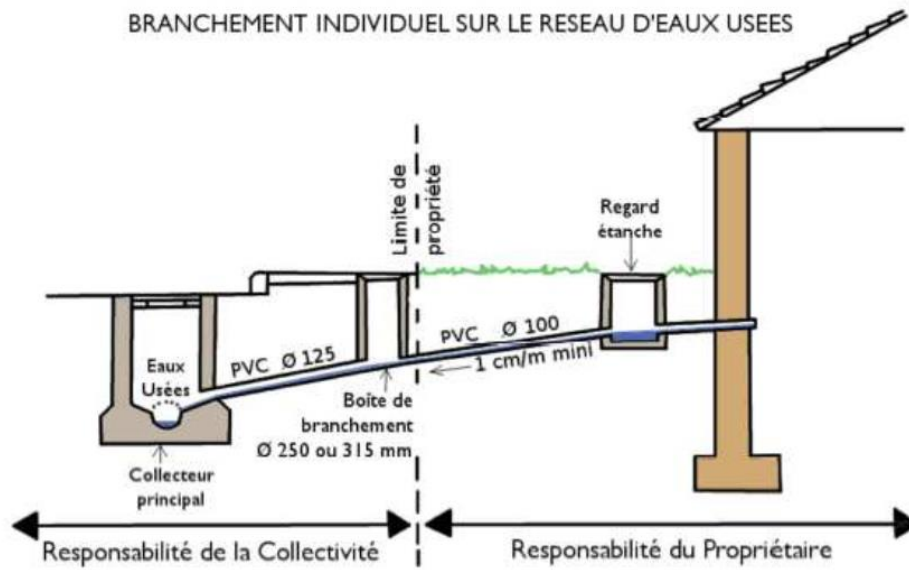 BRANCHEMENT INDIVIDUEL SUR LE RESEAU D'EAUX USEES
Limite de
propriété
Regard
étanche
PVC Ø 125
PVC Ø 100
1 cm/m mini
Eaux
Usées
Boîte de
branchement
Ø 250 ou 315 mm
Collecteur
principal
Responsabilité de la Collectivité
Responsabilité du Propriétaire